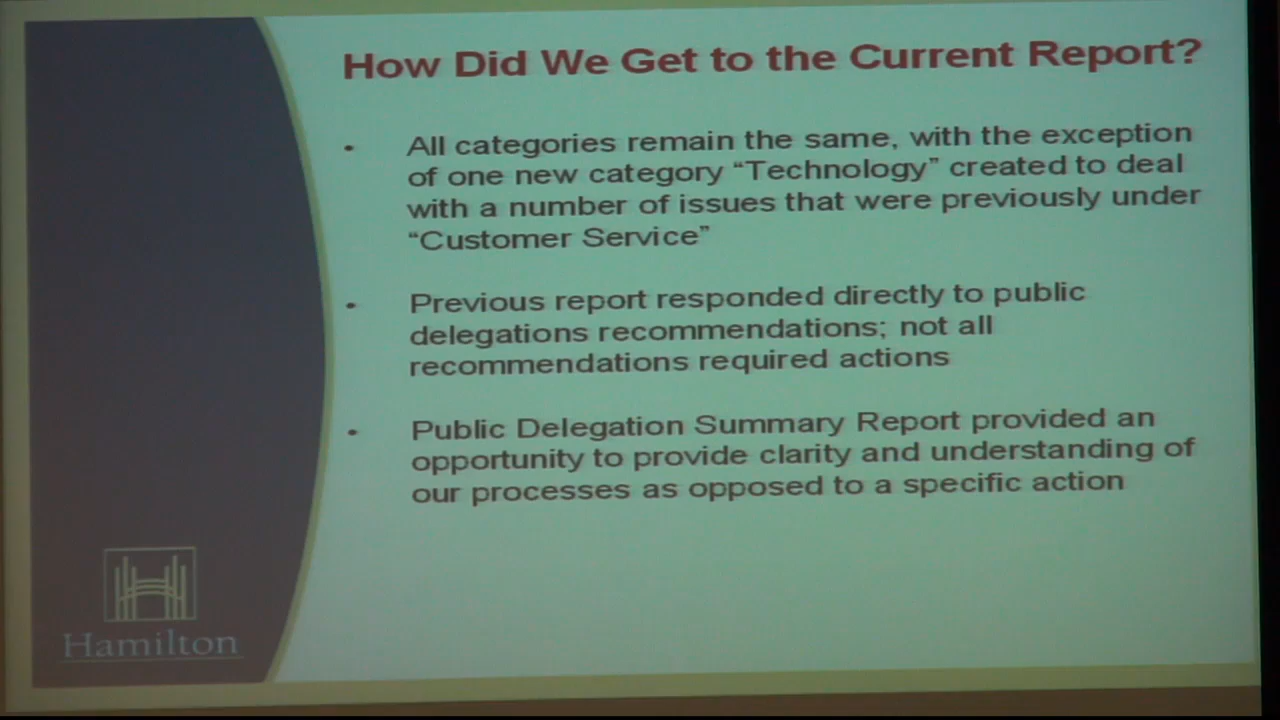 How Did We Get to the Current Report?
• All categories remain the same, with the exception
of one new category “Technology” created to deal
with a number of issues that were previously under
“Customer Service”
• Previous report responded directly to public
delegations recommendations; not all
recommendations required actions
• Public Delegation Summary Report provided an
opportunity to provide clarity and understanding of
our processes as opposed to a specific action
Hamilton